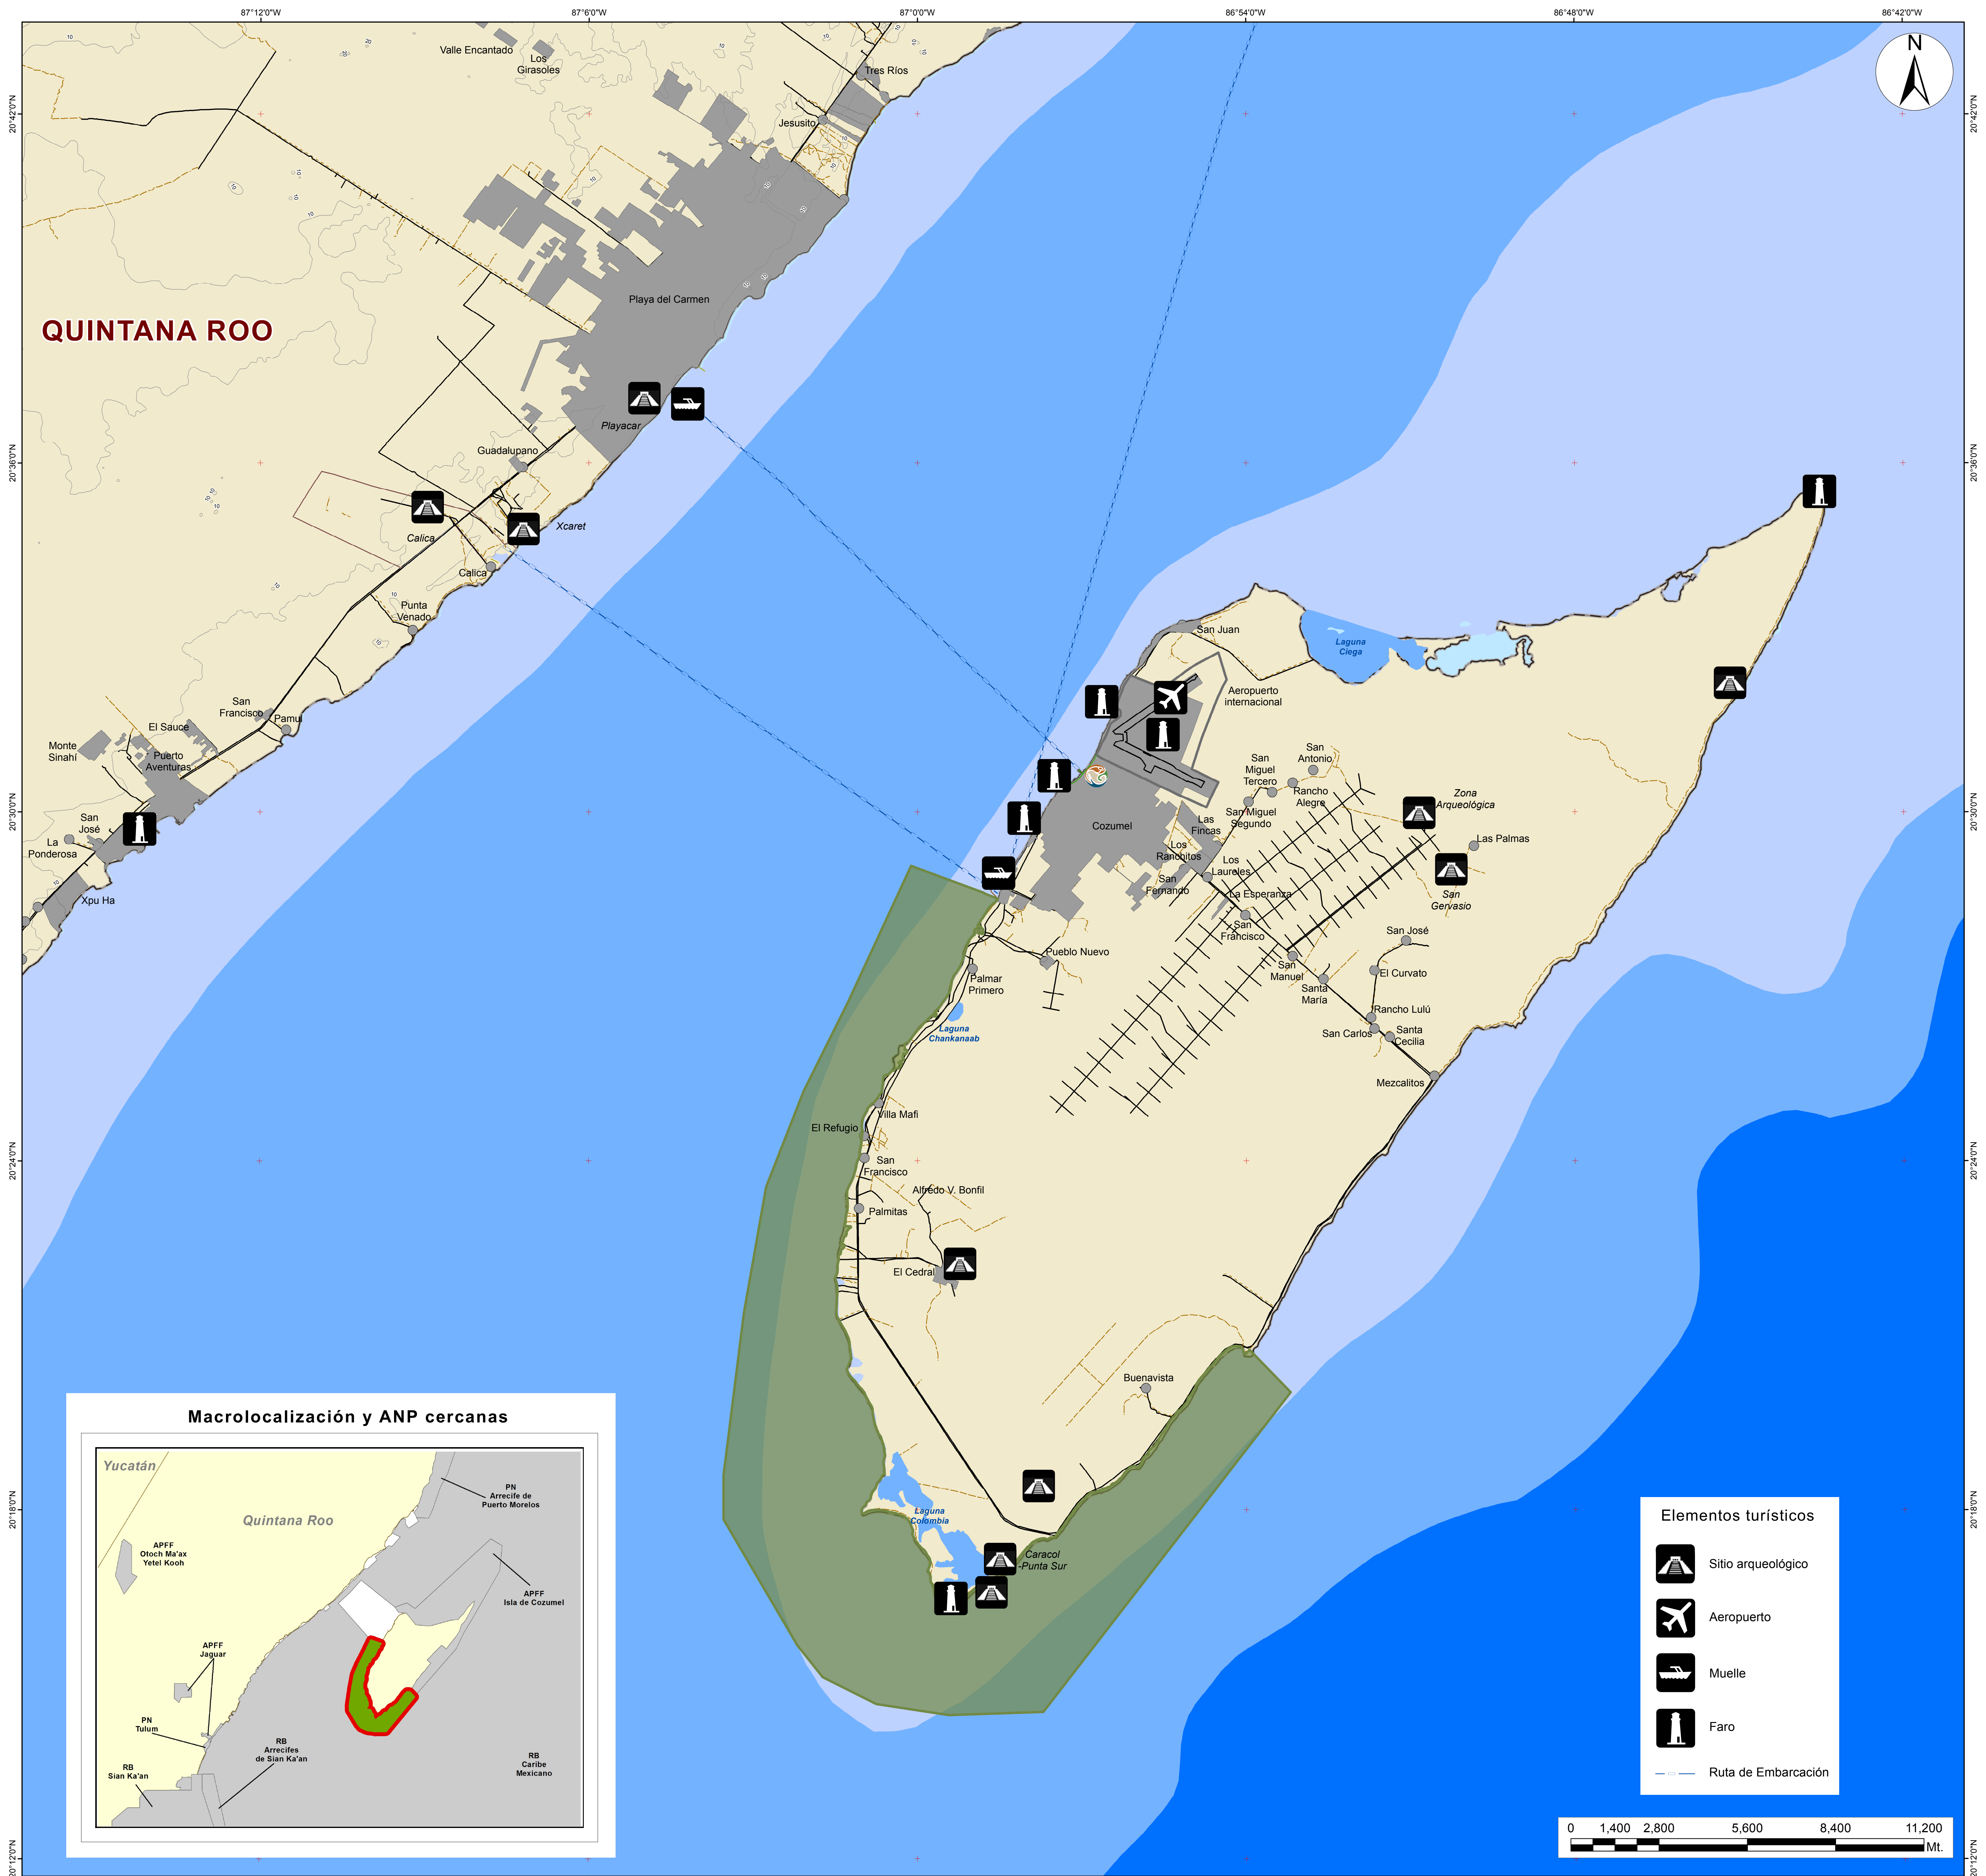 87°12'0"W
87°6'0"W
87°0'0"W
86°54'0"W
86°48'0"W
86°42'0"W
N
20°42'0"N
20°42'0"N
20°36'0"N
20°36'0"N
20°30'0"N
20°30'0"N
20°24'0"N
20°24'0"N
20°18'0"N
20°18'0"N
20°12'0"N
20°12'0"N
Valle Encantado
Los
Girasoles
Tres Ríos
Jesusito
Playa del Carmen
QUINTANA ROO
Playacar
Guadalupano
Calica
Xcaret
Calica
Punta
Venado
San
Francisco
Pamul
El Sauce
Monte
Sinahí
Puerto
Aventuras
San
José
La
Ponderosa
Xpu Ha
San Juan
Laguna
Ciega
Aeropuerto
internacional
San
Antonio
San
Miguel
Tercero
Rancho
Alegre
San Miguel
Segundo
Zona
Arqueológica
Cozumel
Las
Fincas
Las Palmas
Los
Ranchitos
Los
Laureles
San
Fernando
La Esperanza
San
Gervasio
San
Francisco
San José
Pueblo Nuevo
San
Manuel
El Curvato
Palmar
Primero
Santa
María
Rancho Lulú
Laguna
Chankanaab
San Carlos
Santa
Cecilia
Mezcalitos
Villa Mafi
El Refugio
San
Francisco
Alfredo V. Bonfil
Palmitas
El Cedral
Buenavista
Laguna
Colombia
Caracol
-Punta Sur
Macrolocalización y ANP cercanas
Yucatán
PN
Arrecife de
Puerto Morelos
Quintana Roo
APFF
Otoch Ma'ax
Yetel Kooh
APFF
Isla de Cozumel
APFF
Jaguar
PN
Tulum
RB
Arrecifes
de Sian Ka'an
RB
Sian Ka'an
RB
Caribe
Mexicano
Elementos turísticos
Sitio arqueológico
Aeropuerto
Muelle
Faro
Ruta de Embarcación
0 1,400 2,800 5,600 8,400 11,200
Mt.